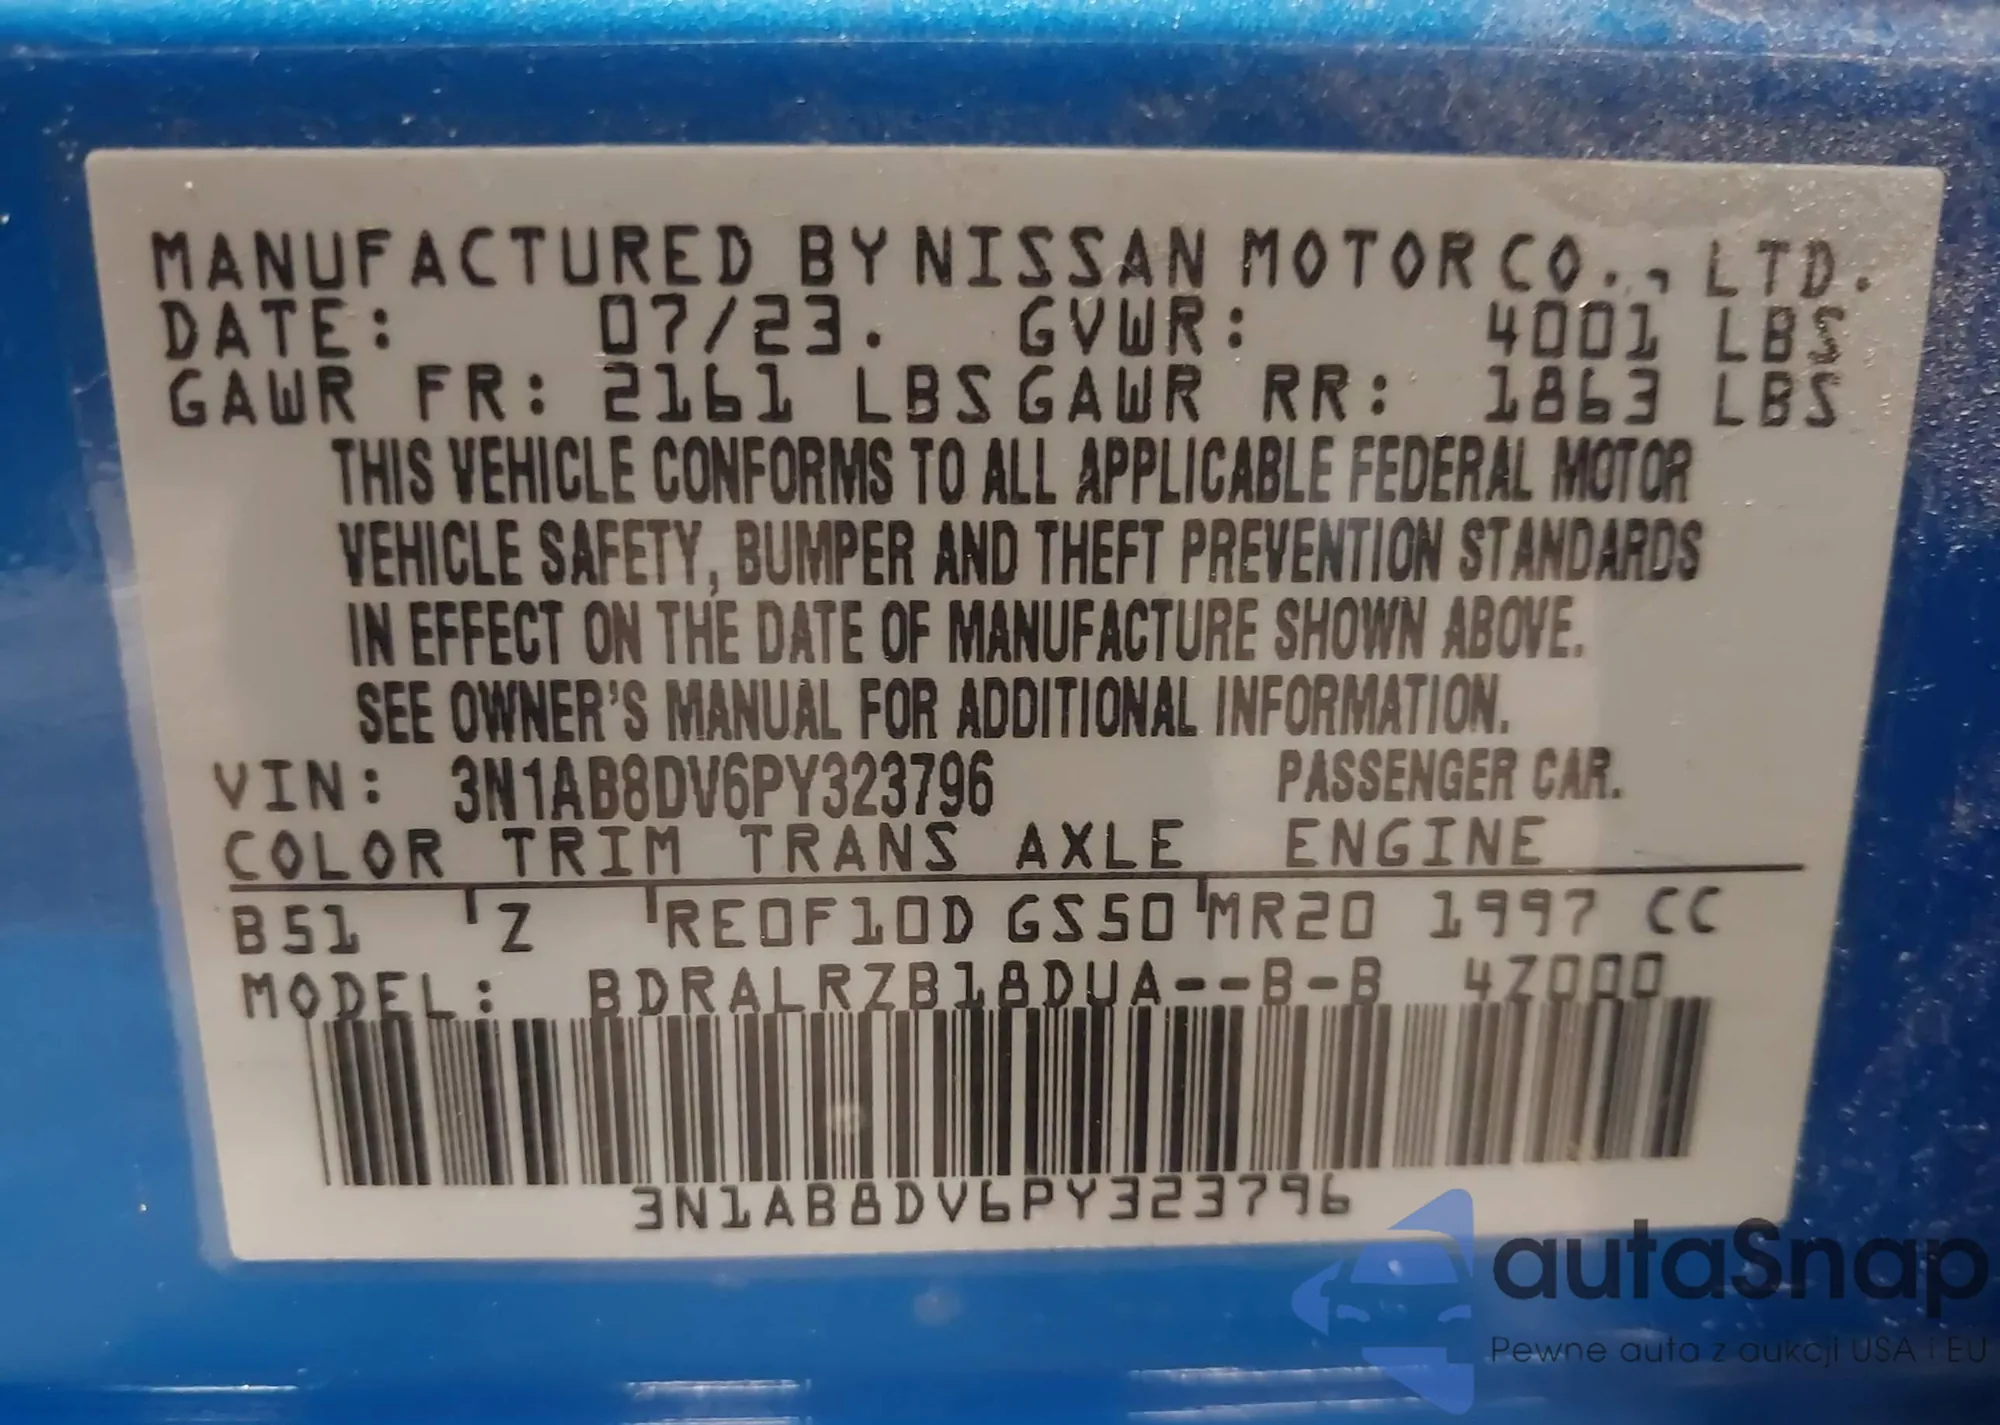 MANUFACTURED BY NISSAN MOTOR CO., LTD.
DATE: 07/23. GVWR: 4001 LBS
GAWR FR: 2161 LBS GAWR RR: 1863 LBS
THIS VEHICLE CONFORMS TO ALL APPLICABLE FEDERAL MOTOR
VEHICLE SAFETY, BUMPER AND THEFT PREVENTION STANDARDS
IN EFFECT ON THE DATE OF MANUFACTURE SHOWN ABOVE.
SEE OWNER'S MANUAL FOR ADDITIONAL INFORMATION.
VIN: 3N1AB8DV6PY323796 PASSENGER CAR.
COLOR TRIM TRANS AXLE ENGINE
B51 Z RE0F10D GS50 MR20 1997 CC
MODEL: BDRALRZB18DUA--B-B 4Z000
3N1AB8DV6PY323796
autaSnap
Pewne auta z aukcji USA i EU